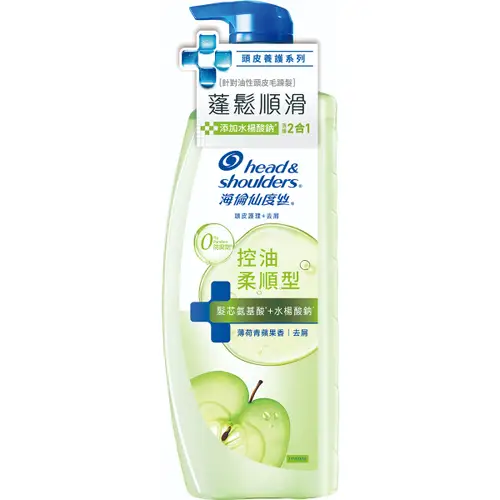 頭皮養護系列
[針對油性頭皮毛躁髮]
蓬鬆順滑
添加水楊酸鈉* 2合1
head&
shoulders®
海倫仙度絲®
頭皮護理+去屑
0%
控油
柔順型
髮芯氨基酸*+水楊酸鈉*
薄荷青蘋果香|去屑